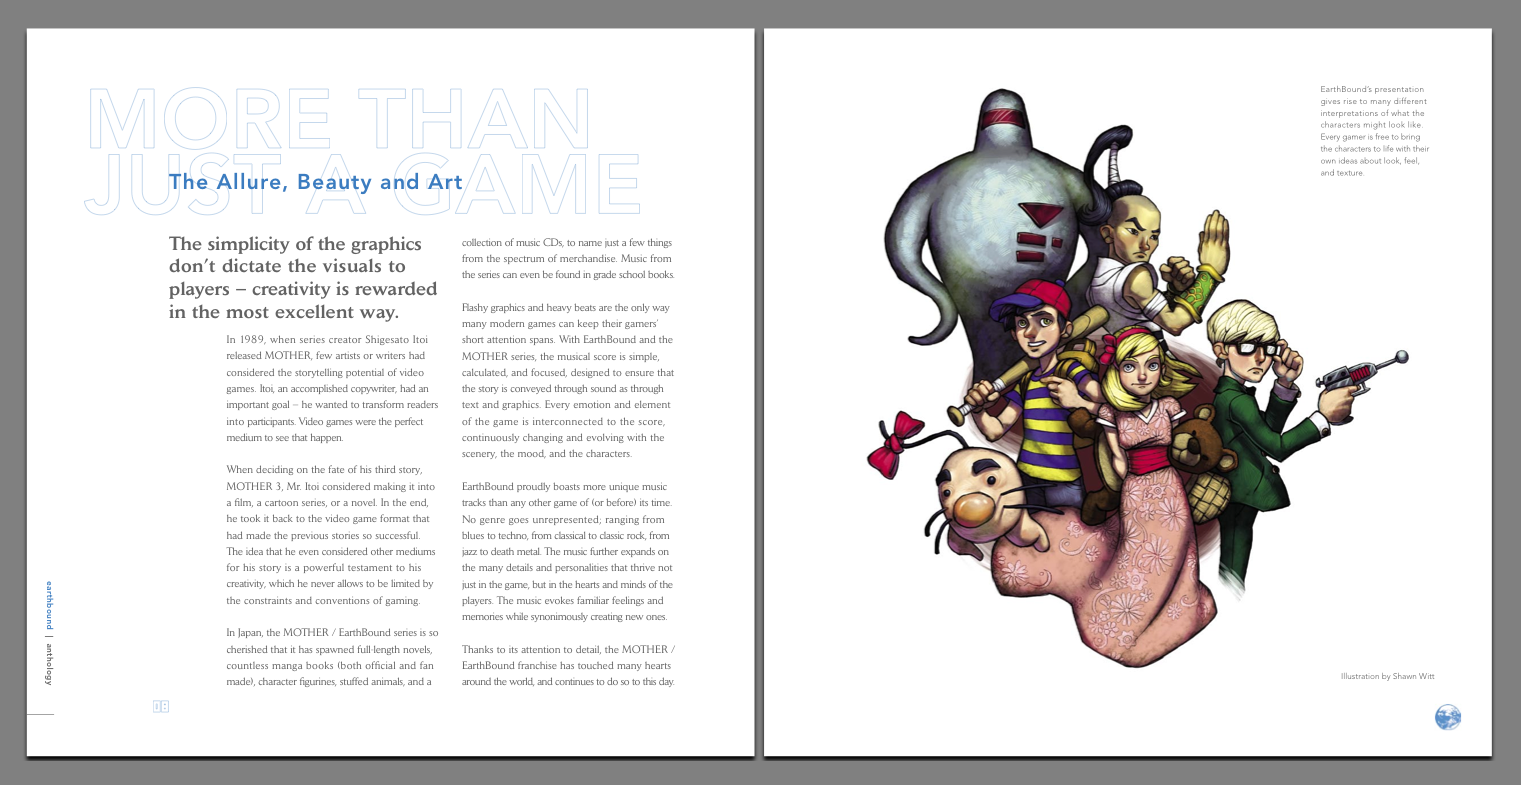 MORE THAN
JUST A GAME
The Allure, Beauty and Art
The simplicity of the graphics
don't dictate the visuals to
players – creativity is rewarded
in the most excellent way.
In 1989, when series creator Shigesato Itoi
released MOTHER, few artists or writers had
considered the storytelling potential of video
games. Itoi, an accomplished copywriter, had an
important goal – he wanted to transform readers
into participants. Video games were the perfect
medium to see that happen.
When deciding on the fate of his third story,
MOTHER 3, Mr. Itoi considered making it into
a film, a cartoon series, or a novel. In the end,
he took it back to the video game format that
had made the previous stories so successful.
The idea that he even considered other mediums
for his story is a powerful testament to his
creativity, which he never allows to be limited by
the constraints and conventions of gaming.
In Japan, the MOTHER / EarthBound series is so
cherished that it has spawned full-length novels,
countless manga books (both official and fan
made), character figurines, stuffed animals, and a
collection of music CDs, to name just a few things
from the spectrum of merchandise. Music from
the series can even be found in grade school books.
Flashy graphics and heavy beats are the only way
many modern games can keep their gamers'
short attention spans. With EarthBound and the
MOTHER series, the musical score is simple,
calculated, and focused, designed to ensure that
the story is conveyed through sound as through
text and graphics. Every emotion and element
of the game is interconnected to the score,
continuously changing and evolving with the
scenery, the mood, and the characters.
EarthBound proudly boasts more unique music
tracks than any other game of (or before) its time.
No genre goes unrepresented; ranging from
blues to techno, from classical to classic rock, from
jazz to death metal. The music further expands on
the many details and personalities that thrive not
just in the game, but in the hearts and minds of the
players. The music evokes familiar feelings and
memories while synonimously creating new ones.
Thanks to its attention to detail, the MOTHER /
EarthBound franchise has touched many hearts
around the world, and continues to do so to this day.
earthbound | anthology
EarthBound's presentation
gives rise to many different
interpretations of what the
characters might look like.
Every gamer is free to bring
the characters to life with their
own ideas about look, feel,
and texture.
Illustration by Shawn Witt